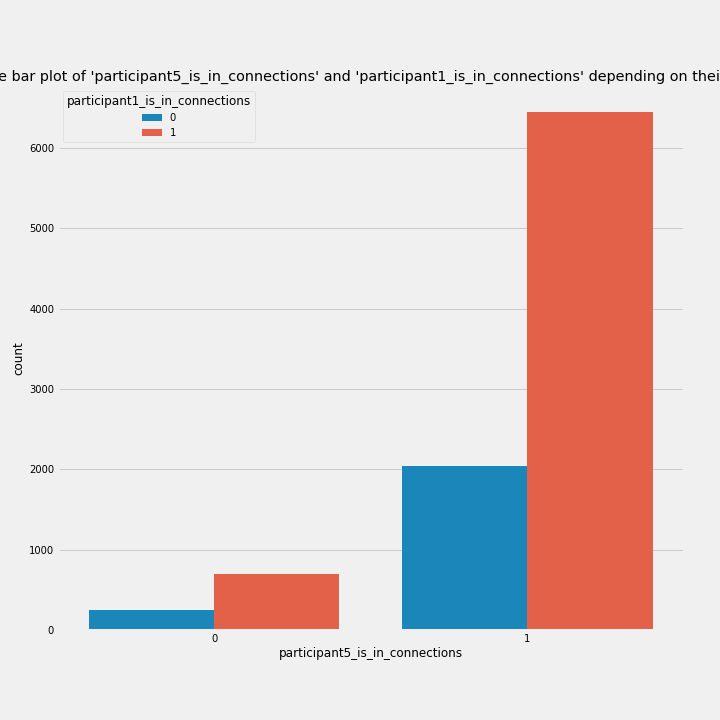 e bar plot of 'participant5_is_in_connections' and 'participant1_is_in_connections' depending on thei
participant1_is_in_connections
0
1
6000
5000
4000
3000
2000
1000
0
count
0 1
participant5_is_in_connections